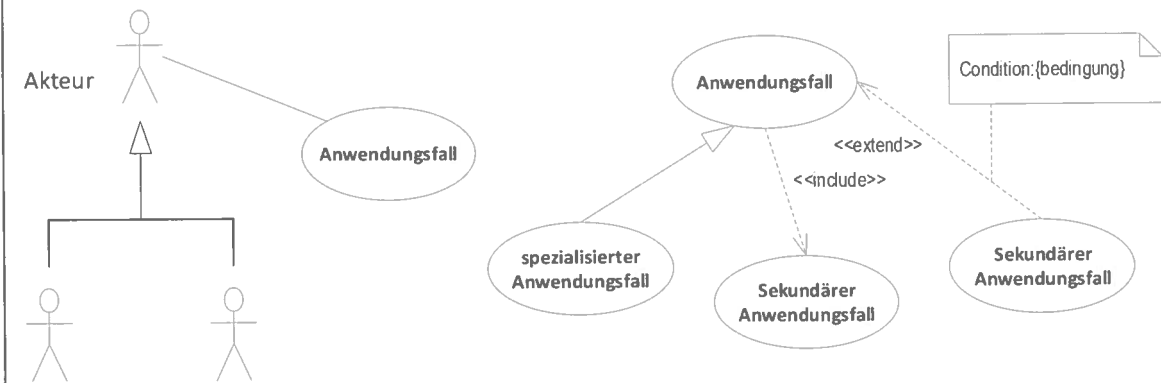 Akteur
Anwendungsfall
Anwendungsfall
Condition:{bedingung}
<<extend>>
<<include>>
spezialisierter
Anwendungsfall
Sekundärer
Anwendungsfall
Sekundärer
Anwendungsfall